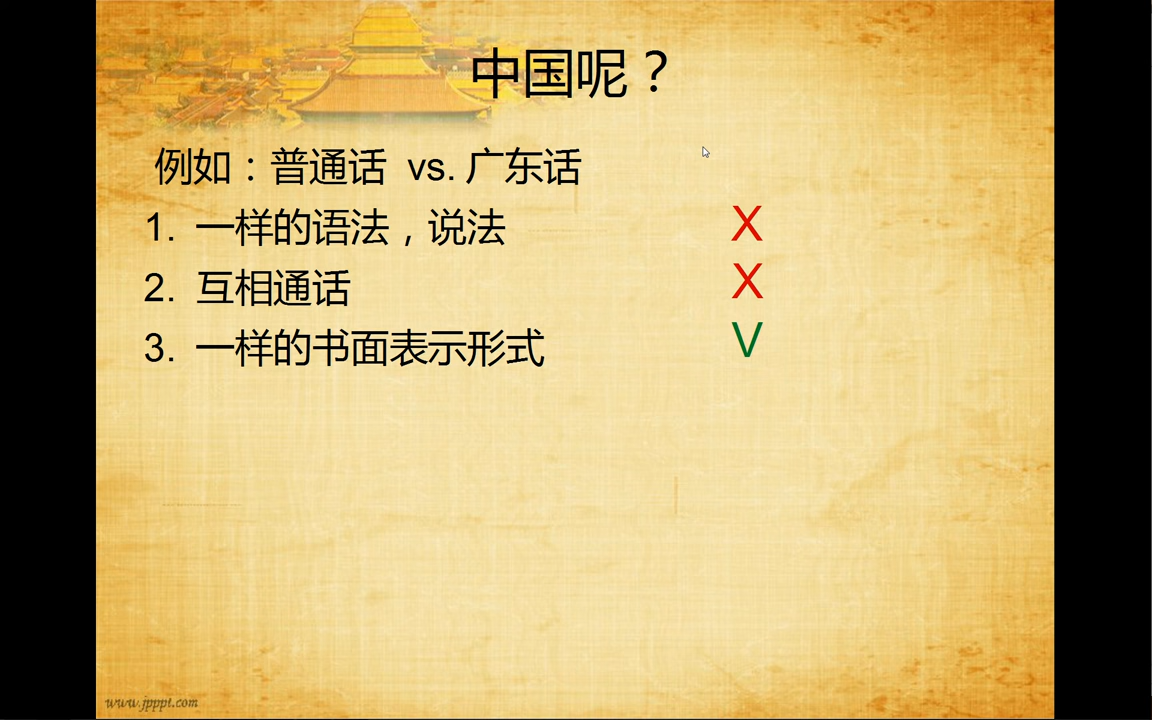 中国呢？
例如：普通话 vs. 广东话
1. 一样的语法，说法 X
2. 互相通话 X
3. 一样的书面表示形式 V
www.jpppt.com